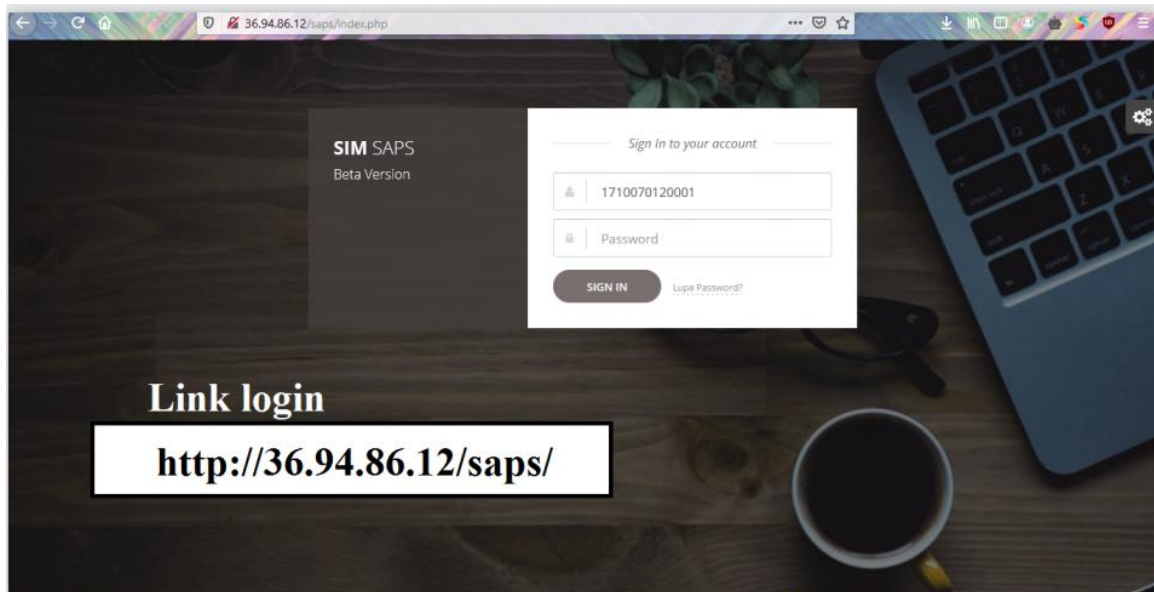 36.94.86.12/saps/index.php
SIM SAPS
Beta Version
Sign In to your account
1710070120001
Password
SIGN IN
Lupa Password?
Link login
http://36.94.86.12/saps/